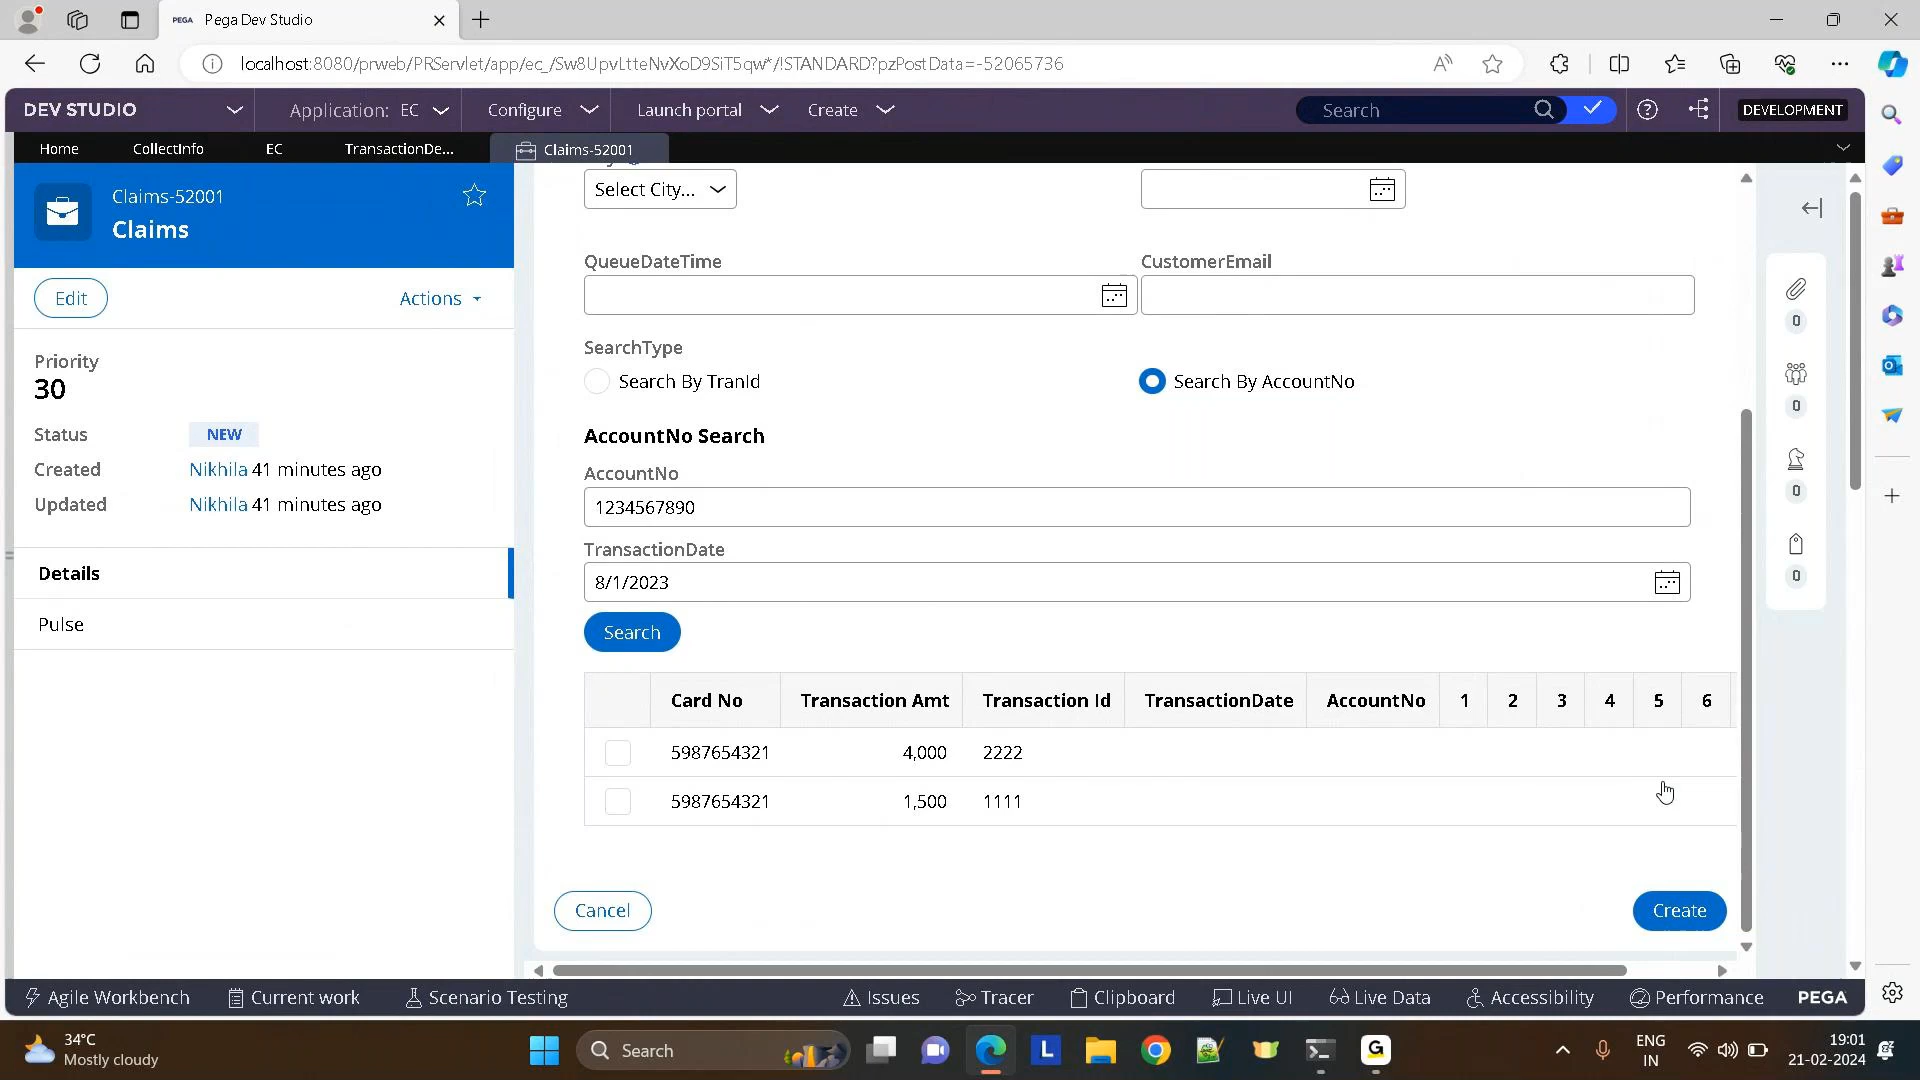 PEGA Pega Dev Studio
localhost:8080/prweb/PRServlet/app/ec_/Sw8UpvLtteNvXoD9SiT5qw*/!STANDARD?pzPostData=-52065736
DEV STUDIO
Application: EC
Configure
Launch portal
Create
Search
DEVELOPMENT
Home
CollectInfo
EC
TransactionDe...
Claims-52001
Claims-52001
Claims
Edit
Actions
Priority
30
Status NEW
Created Nikhila 41 minutes ago
Updated Nikhila 41 minutes ago
Details
Pulse
Select City...
QueueDateTime
CustomerEmail
SearchType
Search By TranId
Search By AccountNo
AccountNo Search
AccountNo
1234567890
TransactionDate
8/1/2023
Search
Card No Transaction Amt Transaction Id TransactionDate AccountNo 1 2 3 4 5 6
5987654321 4,000 2222
5987654321 1,500 1111
Cancel
Create
0
0
0
0
Agile Workbench
Current work
Scenario Testing
Issues
Tracer
Clipboard
Live UI
Live Data
Accessibility
Performance
PEGA
34°C
Mostly cloudy
Search
L
G
ENG
IN
19:01
21-02-2024